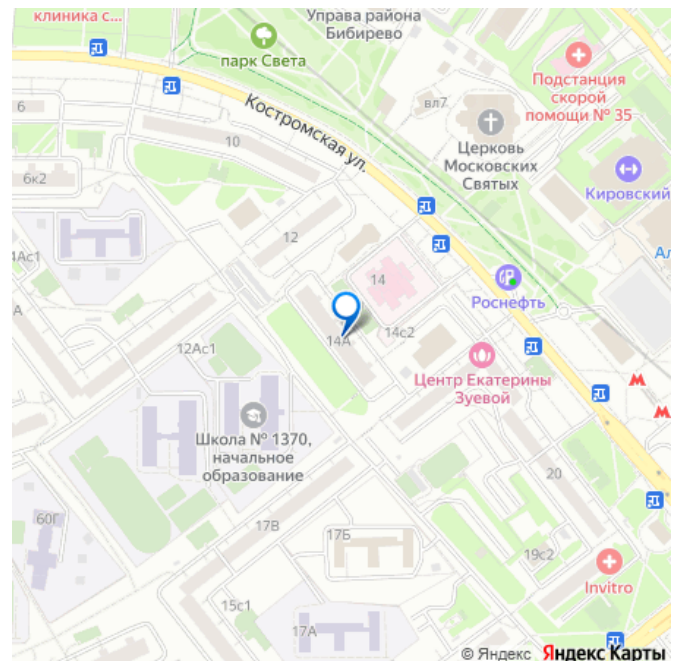 клиника с...
Управа района
Бибирево
парк Света
Подстанция
скорой
помощи № 35
вл7
6
Костромская ул.
10
Церковь
Московских
Святых
6к2
Кировский
12
4Ас1
Ал
14
Роснефть
А
14А
14с2
12Ас1
Центр Екатерины
Зуевой
Школа № 1370,
начальное
образование
20
60Г
17В
17Б
19с2
Invitro
15с1
17А
© Яндекс Яндекс Карты